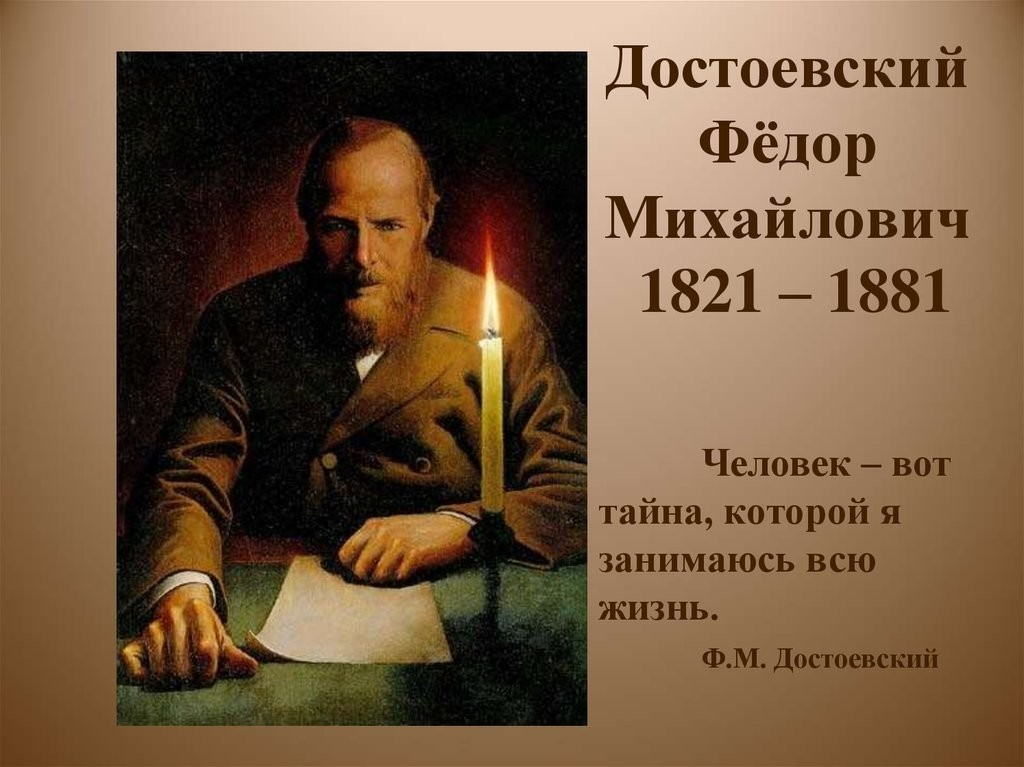 Достоевский
Фёдор
Михайлович
1821 – 1881
Человек – вот
тайна, которой я
занимаюсь всю
жизнь.
Ф.М. Достоевский